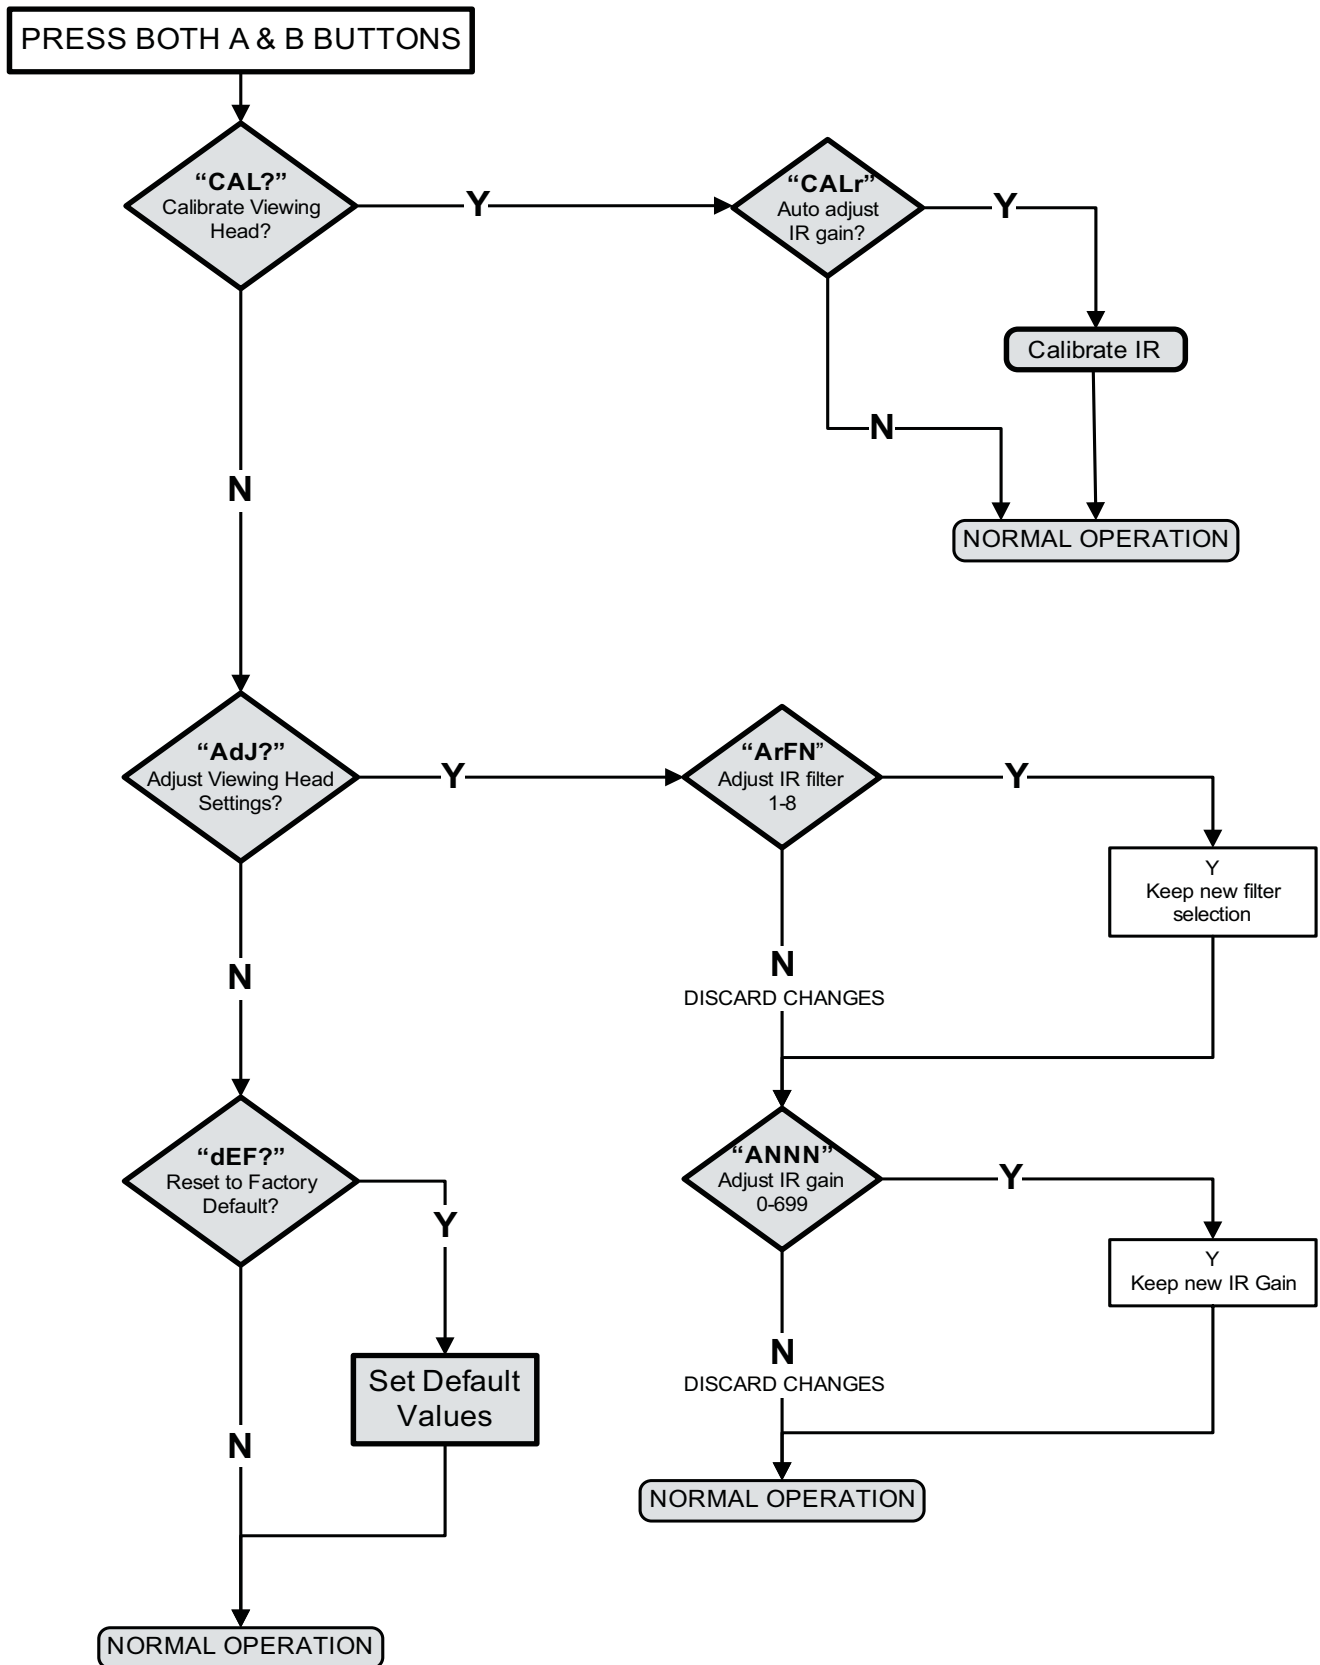 PRESS BOTH A & B BUTTONS
“CAL?”
Calibrate Viewing
Head?
Y
“CALr”
Auto adjust
IR gain?
Y
Calibrate IR
N
NORMAL OPERATION
N
“AdJ?”
Adjust Viewing Head
Settings?
Y
“ArFN”
Adjust IR filter
1-8
Y
Y
Keep new filter
selection
N
DISCARD CHANGES
N
“dEF?”
Reset to Factory
Default?
Y
“ANNN”
Adjust IR gain
0-699
Y
Y
Keep new IR Gain
N
DISCARD CHANGES
Set Default
Values
N
NORMAL OPERATION
NORMAL OPERATION